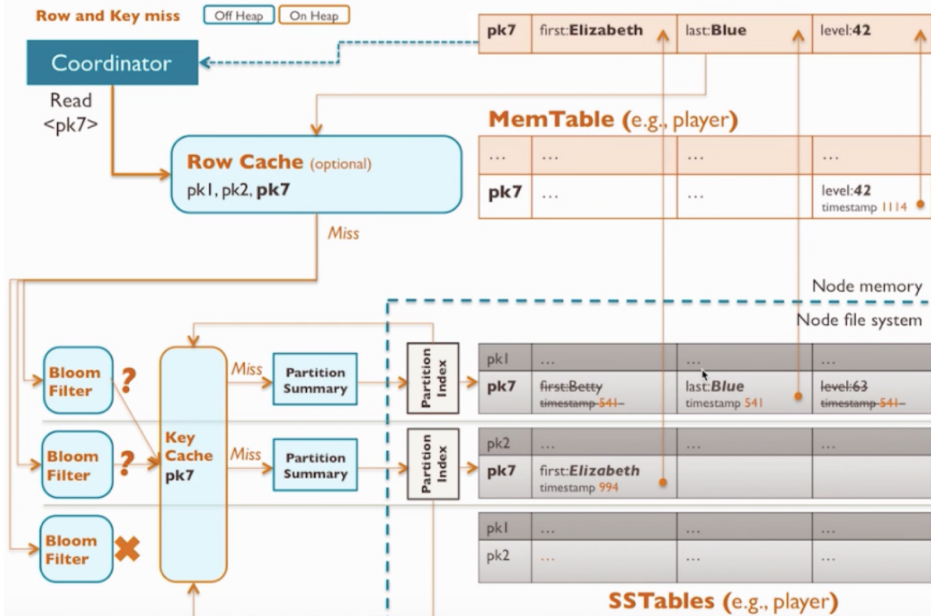 Row and Key miss
Off Heap
On Heap
pk7 first:Elizabeth last:Blue level:42
Coordinator
Read
<pk7>
MemTable (e.g., player)
Row Cache (optional)
pk1, pk2, pk7
... ... ... ...
pk7 ... ... level:42
timestamp 1114
Miss
Node memory
Node file system
Bloom
Filter
?
Miss
Partition
Summary
Partition
Index
pk1 ... ... ...
pk7 first:Betty last:Blue level:63
timestamp 541 timestamp 541 timestamp 541
Bloom
Filter
?
Key
Cache
pk7
Miss
Partition
Summary
Partition
Index
pk2 ... ... ...
pk7 first:Elizabeth
timestamp 994
Bloom
Filter
pk1 ... ... ...
pk2 ... ... ...
SSTables (e.g., player)